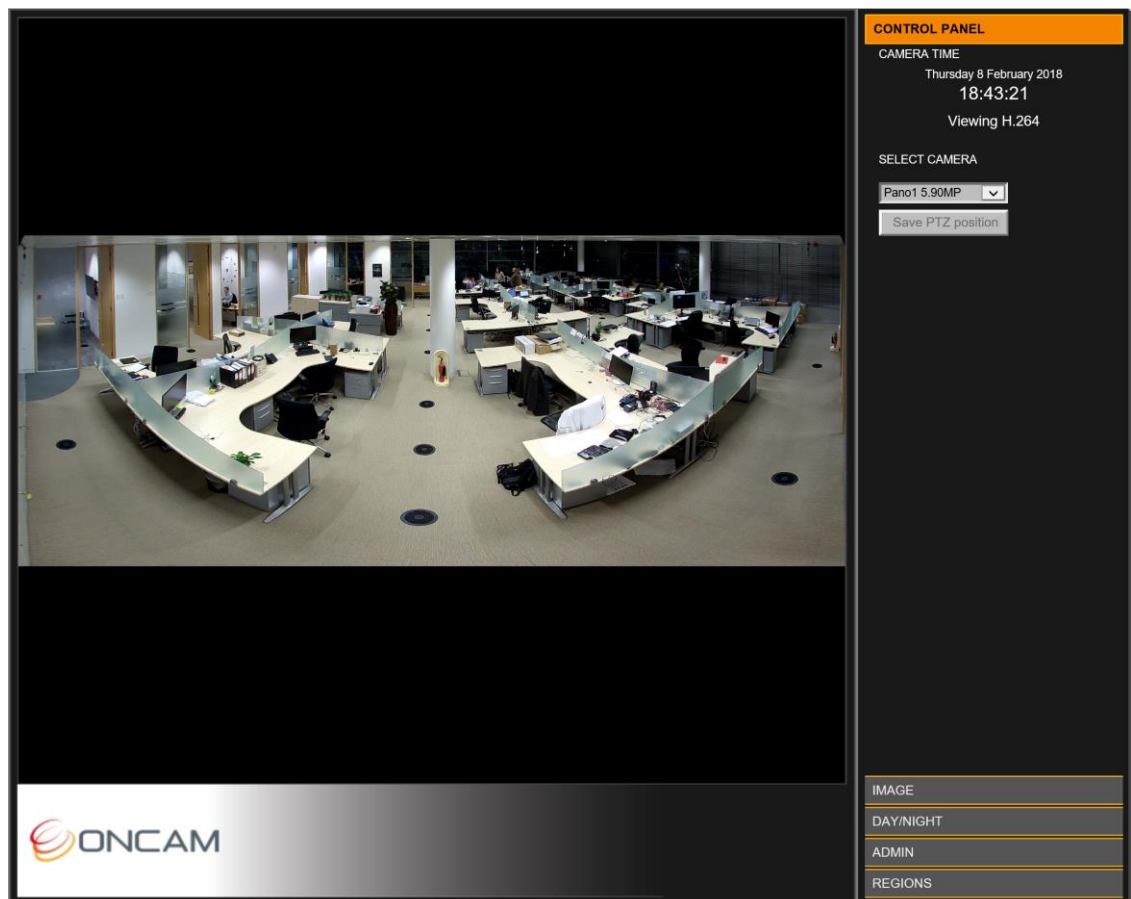 CONTROL PANEL
CAMERA TIME
Thursday 8 February 2018
18:43:21
Viewing H.264
SELECT CAMERA
Pano1 5.90MP
Save PTZ position
IMAGE
DAY/NIGHT
ADMIN
REGIONS
ONCAM